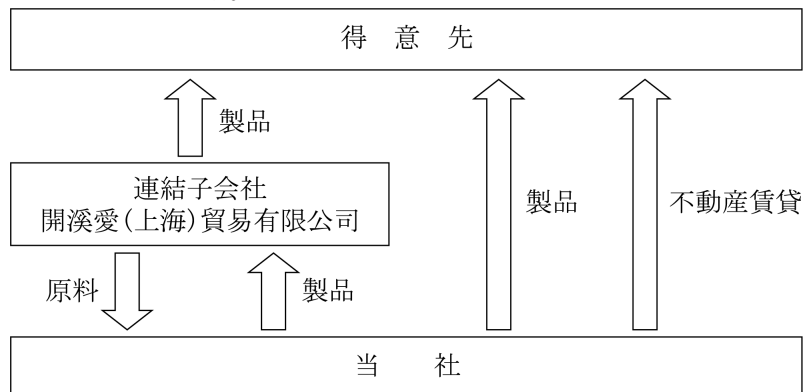 得 意 先
製品
連結子会社
開溪愛(上海)貿易有限公司
製品
不動産賃貸
原料
製品
当 社